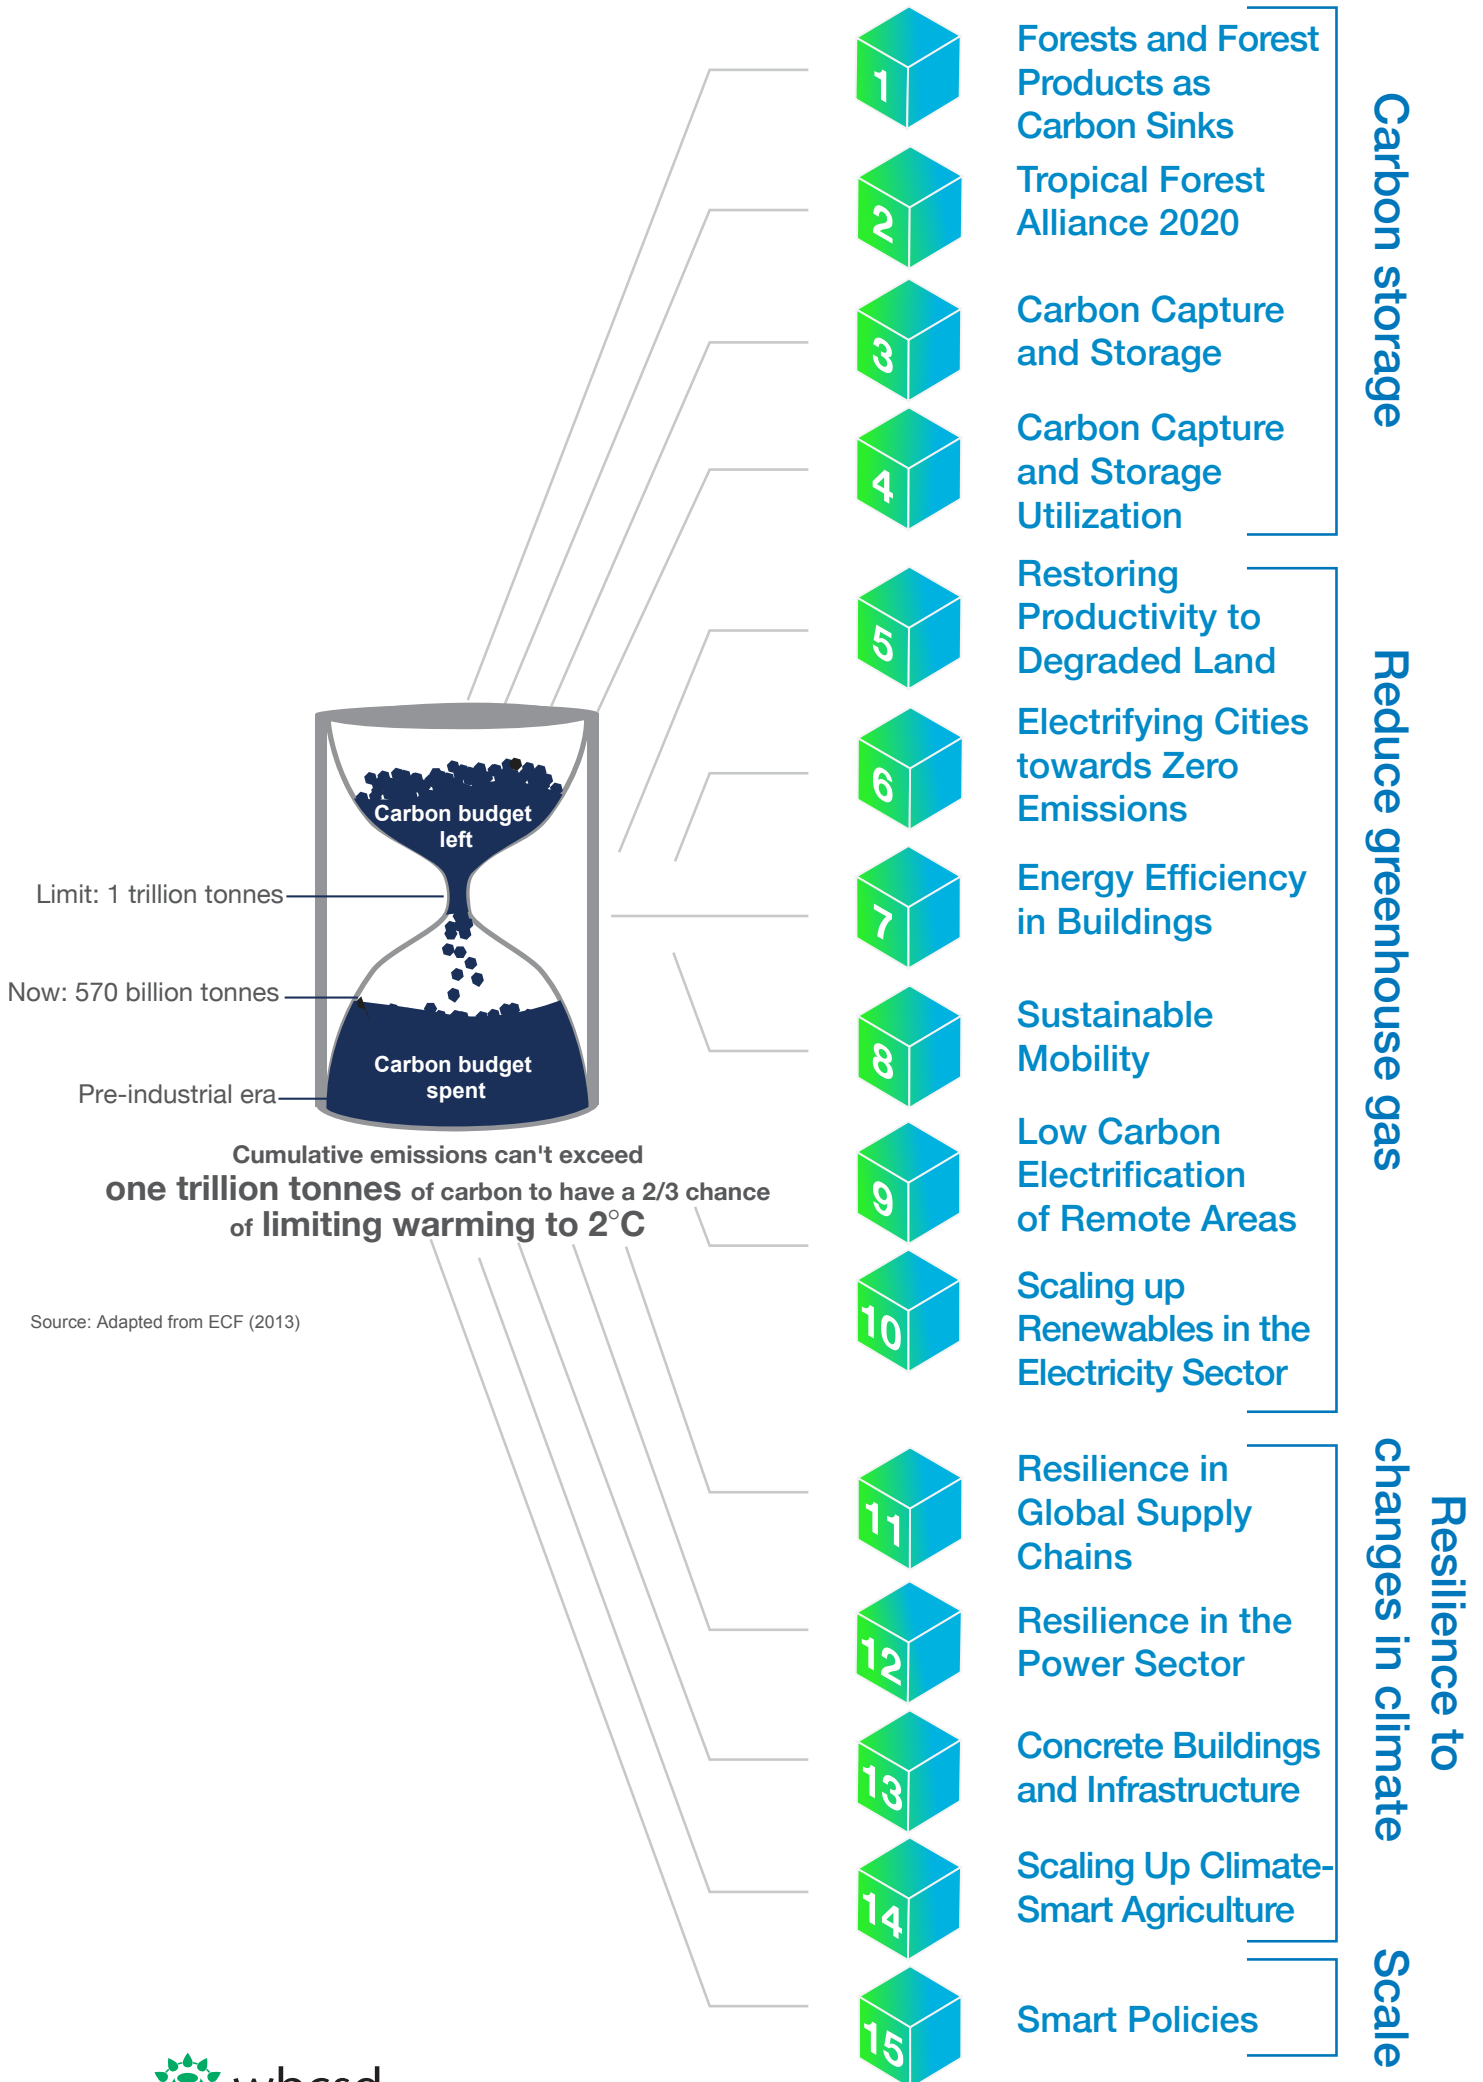 1
Forests and Forest
Products as
Carbon Sinks
2
Tropical Forest
Alliance 2020
3
Carbon Capture
and Storage
4
Carbon Capture
and Storage
Utilization
Carbon storage
5
Restoring
Productivity to
Degraded Land
6
Electrifying Cities
towards Zero
Emissions
7
Energy Efficiency
in Buildings
8
Sustainable
Mobility
9
Low Carbon
Electrification
of Remote Areas
10
Scaling up
Renewables in the
Electricity Sector
Reduce greenhouse gas
11
Resilience in
Global Supply
Chains
12
Resilience in the
Power Sector
13
Concrete Buildings
and Infrastructure
14
Scaling Up Climate-
Smart Agriculture
Resilience to
changes in climate
15
Smart Policies
Scale
Carbon budget
left
Limit: 1 trillion tonnes
Now: 570 billion tonnes
Carbon budget
spent
Pre-industrial era
Cumulative emissions can't exceed
one trillion tonnes of carbon to have a 2/3 chance
of limiting warming to 2°C
Source: Adapted from ECF (2013)
wbcsd